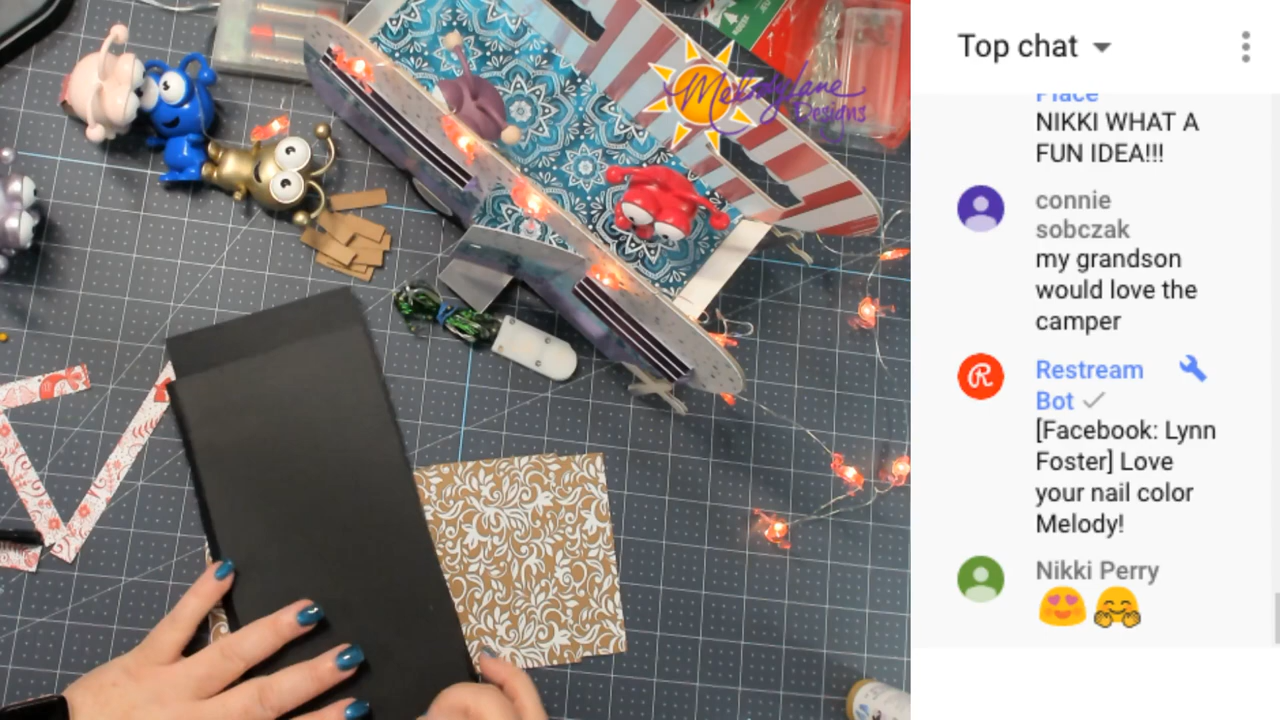 MelodyLane
Designs
Top chat
Place
NIKKI WHAT A
FUN IDEA!!!
connie
sobczak
my grandson
would love the
camper
Restream
Bot
[Facebook: Lynn
Foster] Love
your nail color
Melody!
Nikki Perry